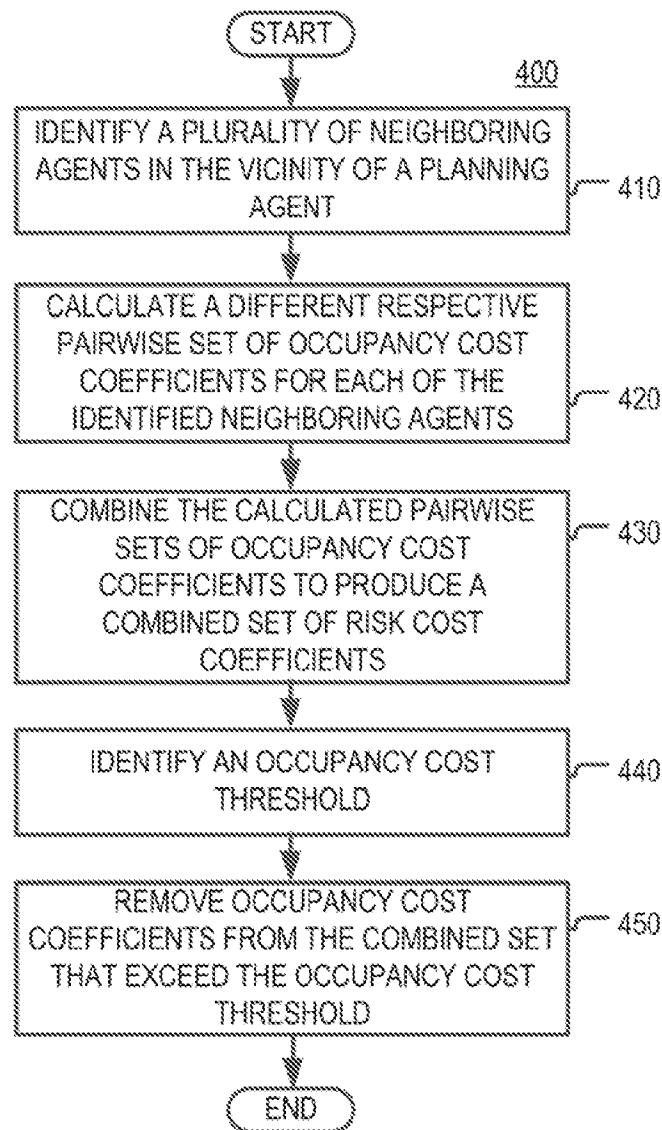 START
400
IDENTIFY A PLURALITY OF NEIGHBORING
AGENTS IN THE VICINITY OF A PLANNING
AGENT
410
CALCULATE A DIFFERENT RESPECTIVE
PAIRWISE SET OF OCCUPANCY COST
COEFFICIENTS FOR EACH OF THE
IDENTIFIED NEIGHBORING AGENTS
420
COMBINE THE CALCULATED PAIRWISE
SETS OF OCCUPANCY COST
COEFFICIENTS TO PRODUCE A
COMBINED SET OF RISK COST
COEFFICIENTS
430
IDENTIFY AN OCCUPANCY COST
THRESHOLD
440
REMOVE OCCUPANCY COST
COEFFICIENTS FROM THE COMBINED SET
THAT EXCEED THE OCCUPANCY COST
THRESHOLD
450
END